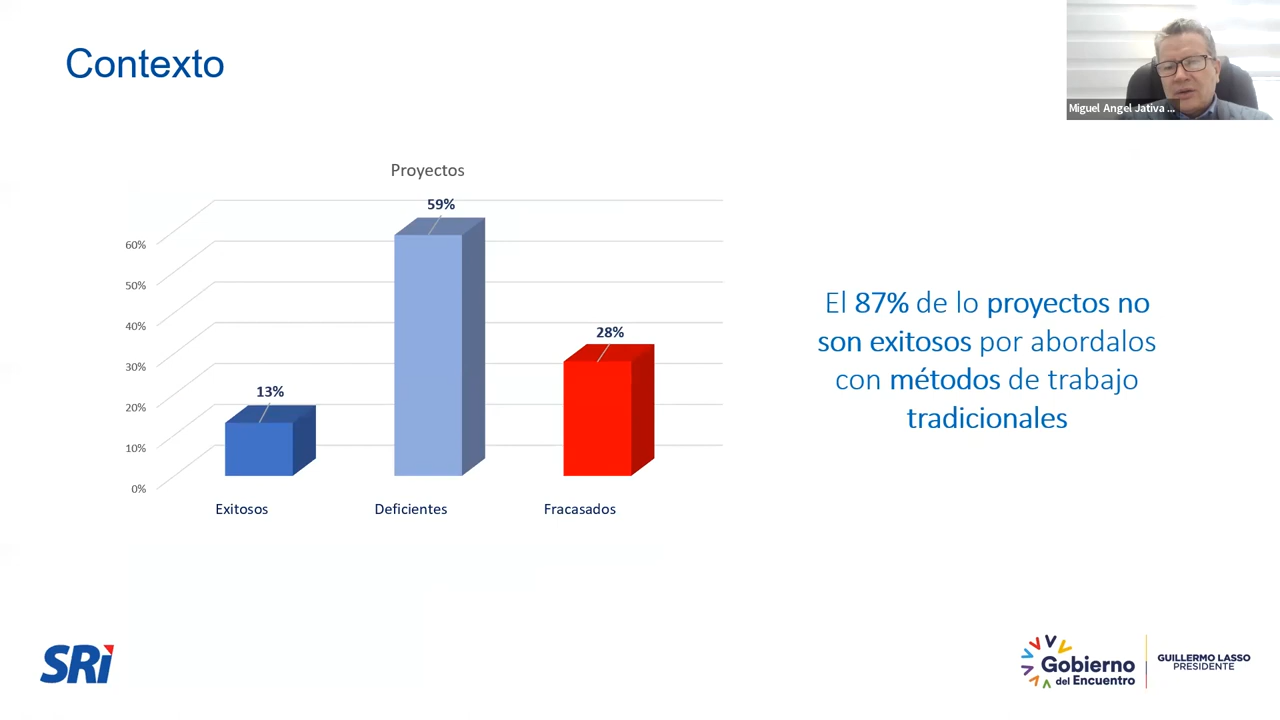 Contexto
Miguel Angel Jativa ...
Proyectos
59%
60%
50%
40%
28%
30%
13%
20%
10%
0%
Exitosos
Deficientes
Fracasados
El 87% de lo proyectos no
son exitosos por abordalos
con métodos de trabajo
tradicionales
SRi
Gobierno
del Encuentro
GUILLERMO LASSO
PRESIDENTE